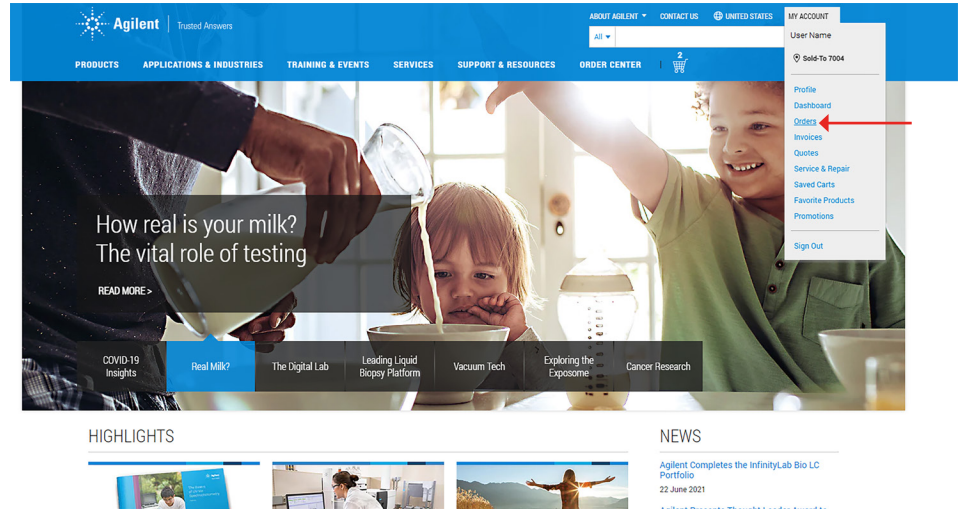 Agilent
Trusted Answers
ABOUT AGILENT
CONTACT US
UNITED STATES
MY ACCOUNT
All
User Name
Sold-To 7004
PRODUCTS
APPLICATIONS & INDUSTRIES
TRAINING & EVENTS
SERVICES
SUPPORT & RESOURCES
ORDER CENTER
2
Profile
Dashboard
Orders
Invoices
Quotes
Service & Repair
Saved Carts
Favorite Products
Promotions
Sign Out
How real is your milk?
The vital role of testing
READ MORE >
COVID-19
Insights
Real Milk?
The Digital Lab
Leading Liquid
Biopsy Platform
Vacuum Tech
Exploring the
Exposome
Cancer Research
HIGHLIGHTS
NEWS
Agilent Completes the InfinityLab Bio LC
Portfolio
22 June 2021